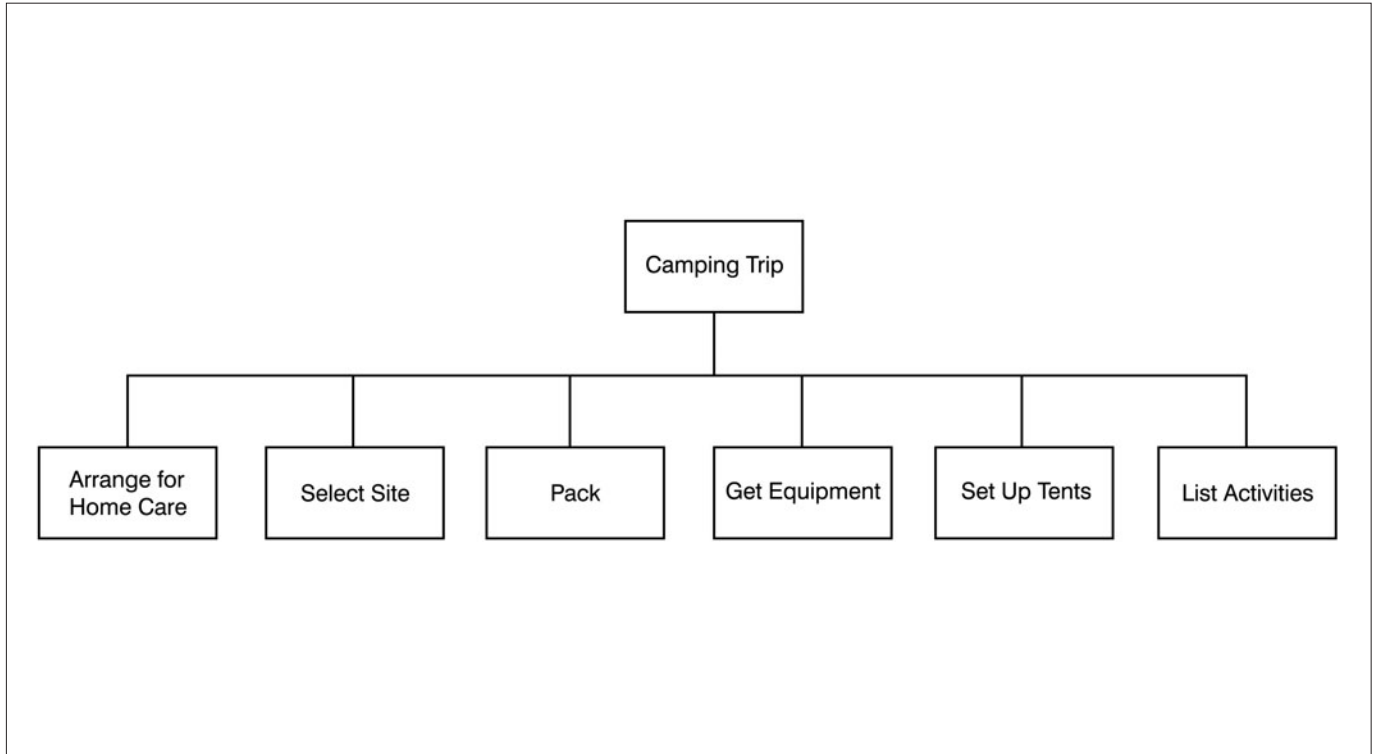 Camping Trip
Arrange for
Home Care
Select Site
Pack
Get Equipment
Set Up Tents
List Activities